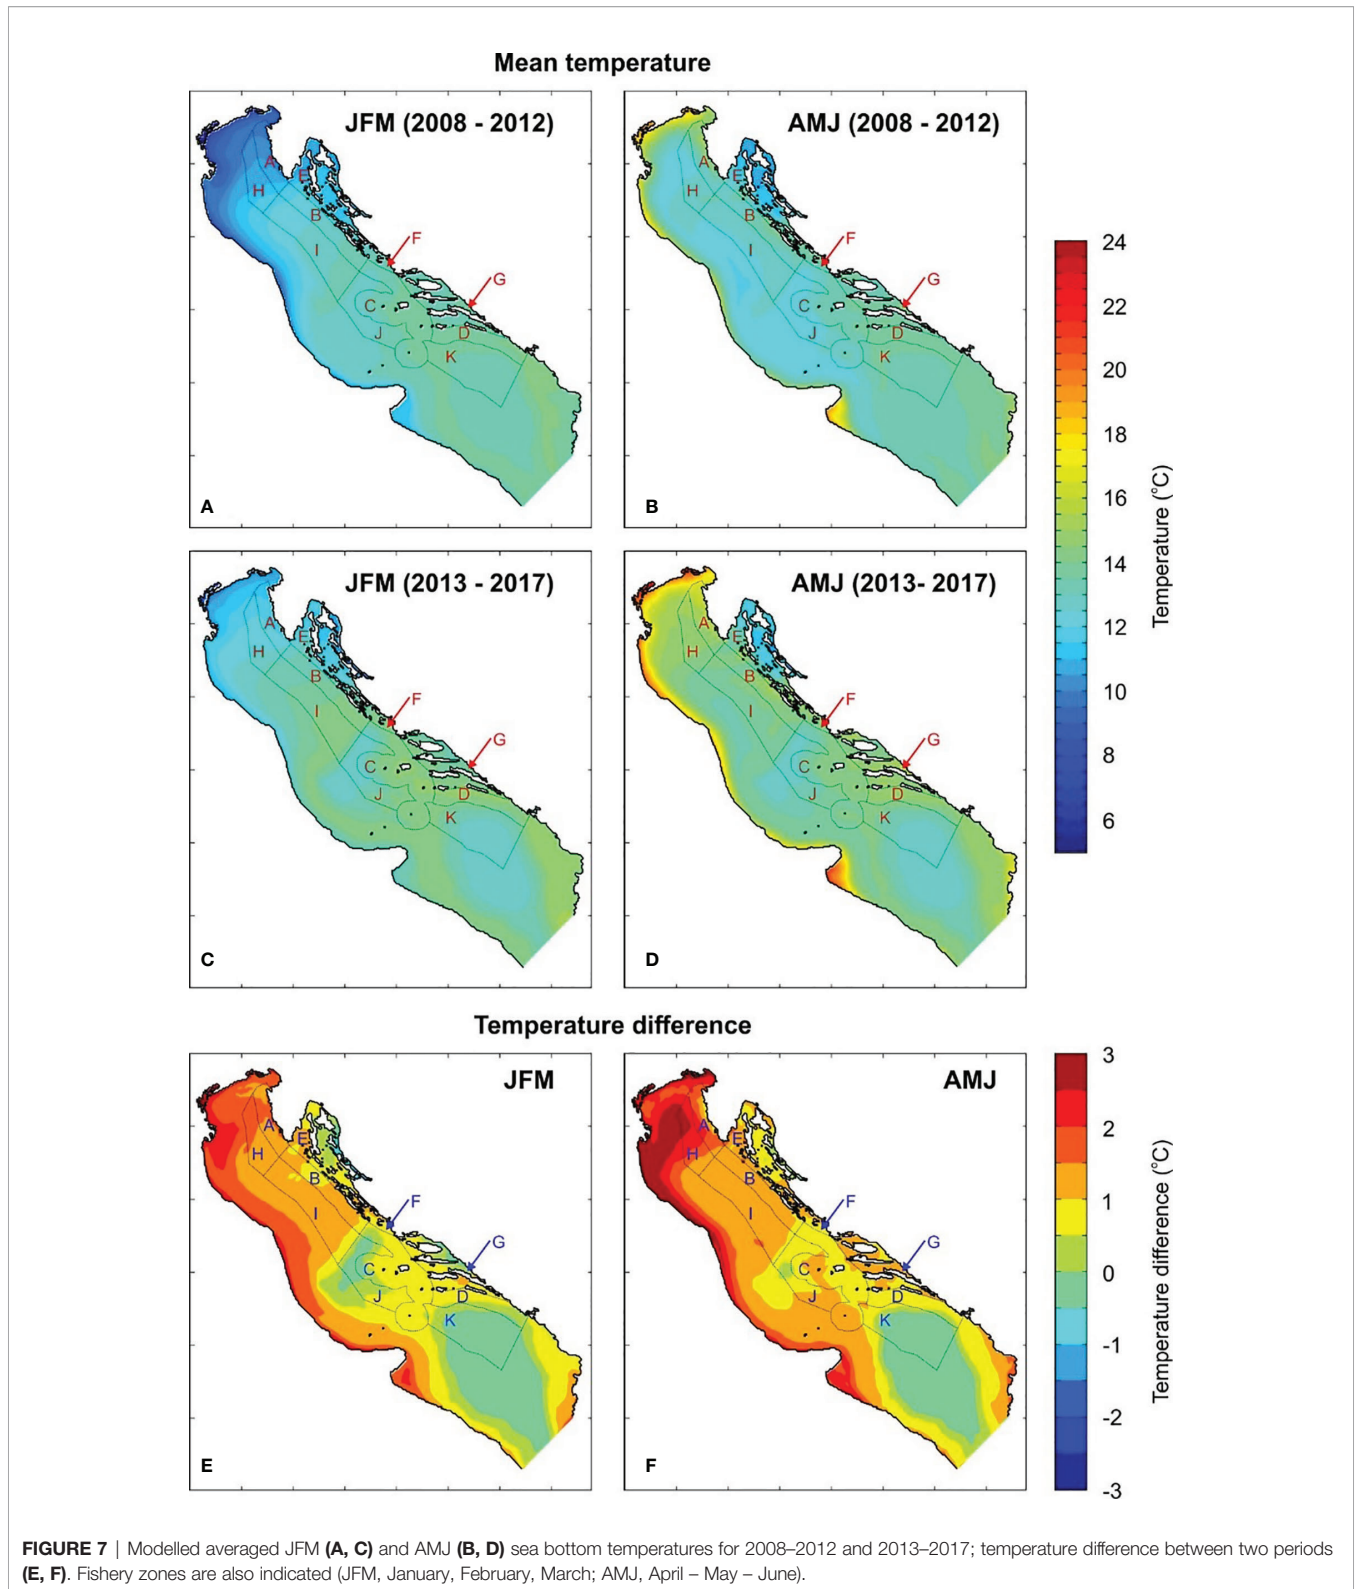 Mean temperature
JFM (2008 - 2012)
A
E
H
B
I
F
G
C
J
D
K
A
AMJ (2008 - 2012)
A
E
H
B
I
F
G
C
J
D
K
B
24
22
20
18
16
14
12
10
8
6
Temperature (°C)
JFM (2013 - 2017)
A
E
H
B
I
F
G
C
J
D
K
C
AMJ (2013- 2017)
A
E
H
B
I
F
G
C
J
D
K
D
Temperature difference
JFM
A
E
H
B
I
F
G
C
J
D
K
E
AMJ
A
E
H
B
I
F
G
C
J
D
K
F
3
2
1
0
-1
-2
-3
Temperature difference (°C)
FIGURE 7 | Modelled averaged JFM (A, C) and AMJ (B, D) sea bottom temperatures for 2008–2012 and 2013–2017; temperature difference between two periods
(E, F). Fishery zones are also indicated (JFM, January, February, March; AMJ, April – May – June).